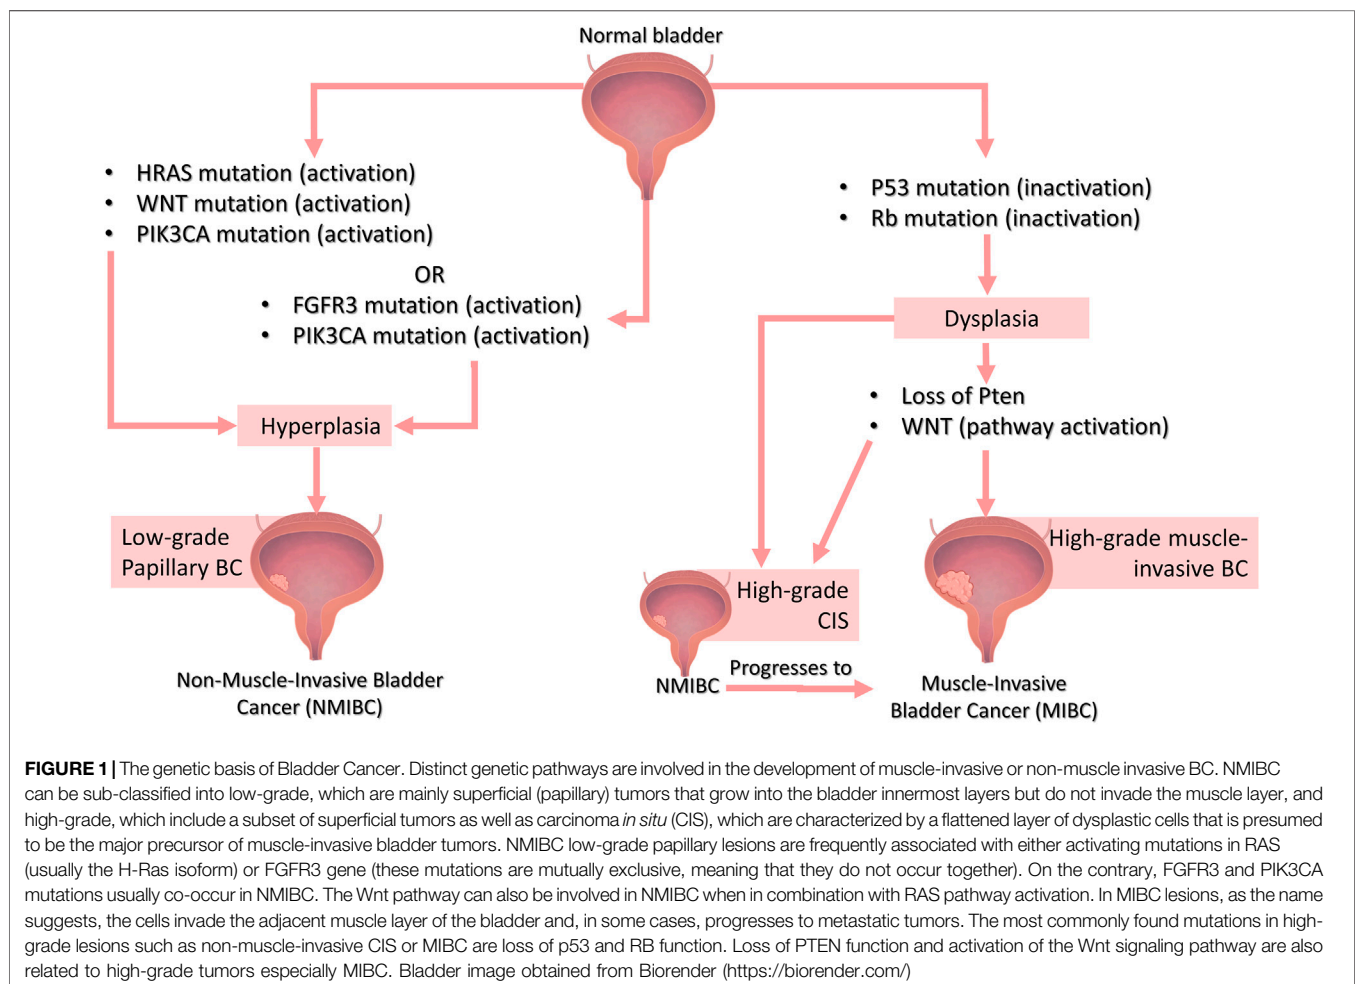 Normal bladder
• HRAS mutation (activation)
• WNT mutation (activation)
• PIK3CA mutation (activation)
OR
• FGFR3 mutation (activation)
• PIK3CA mutation (activation)
Hyperplasia
Low-grade
Papillary BC
Non-Muscle-Invasive Bladder
Cancer (NMIBC)
• P53 mutation (inactivation)
• Rb mutation (inactivation)
Dysplasia
• Loss of Pten
• WNT (pathway activation)
High-grade
CIS
NMIBC
Progresses to
High-grade muscle-
invasive BC
Muscle-Invasive
Bladder Cancer (MIBC)
FIGURE 1 | The genetic basis of Bladder Cancer. Distinct genetic pathways are involved in the development of muscle-invasive or non-muscle invasive BC. NMIBC
can be sub-classified into low-grade, which are mainly superficial (papillary) tumors that grow into the bladder innermost layers but do not invade the muscle layer, and
high-grade, which include a subset of superficial tumors as well as carcinoma in situ (CIS), which are characterized by a flattened layer of dysplastic cells that is presumed
to be the major precursor of muscle-invasive bladder tumors. NMIBC low-grade papillary lesions are frequently associated with either activating mutations in RAS
(usually the H-Ras isoform) or FGFR3 gene (these mutations are mutually exclusive, meaning that they do not occur together). On the contrary, FGFR3 and PIK3CA
mutations usually co-occur in NMIBC. The Wnt pathway can also be involved in NMIBC when in combination with RAS pathway activation. In MIBC lesions, as the name
suggests, the cells invade the adjacent muscle layer of the bladder and, in some cases, progresses to metastatic tumors. The most commonly found mutations in high-
grade lesions such as non-muscle-invasive CIS or MIBC are loss of p53 and RB function. Loss of PTEN function and activation of the Wnt signaling pathway are also
related to high-grade tumors especially MIBC. Bladder image obtained from Biorender (https://biorender.com/)